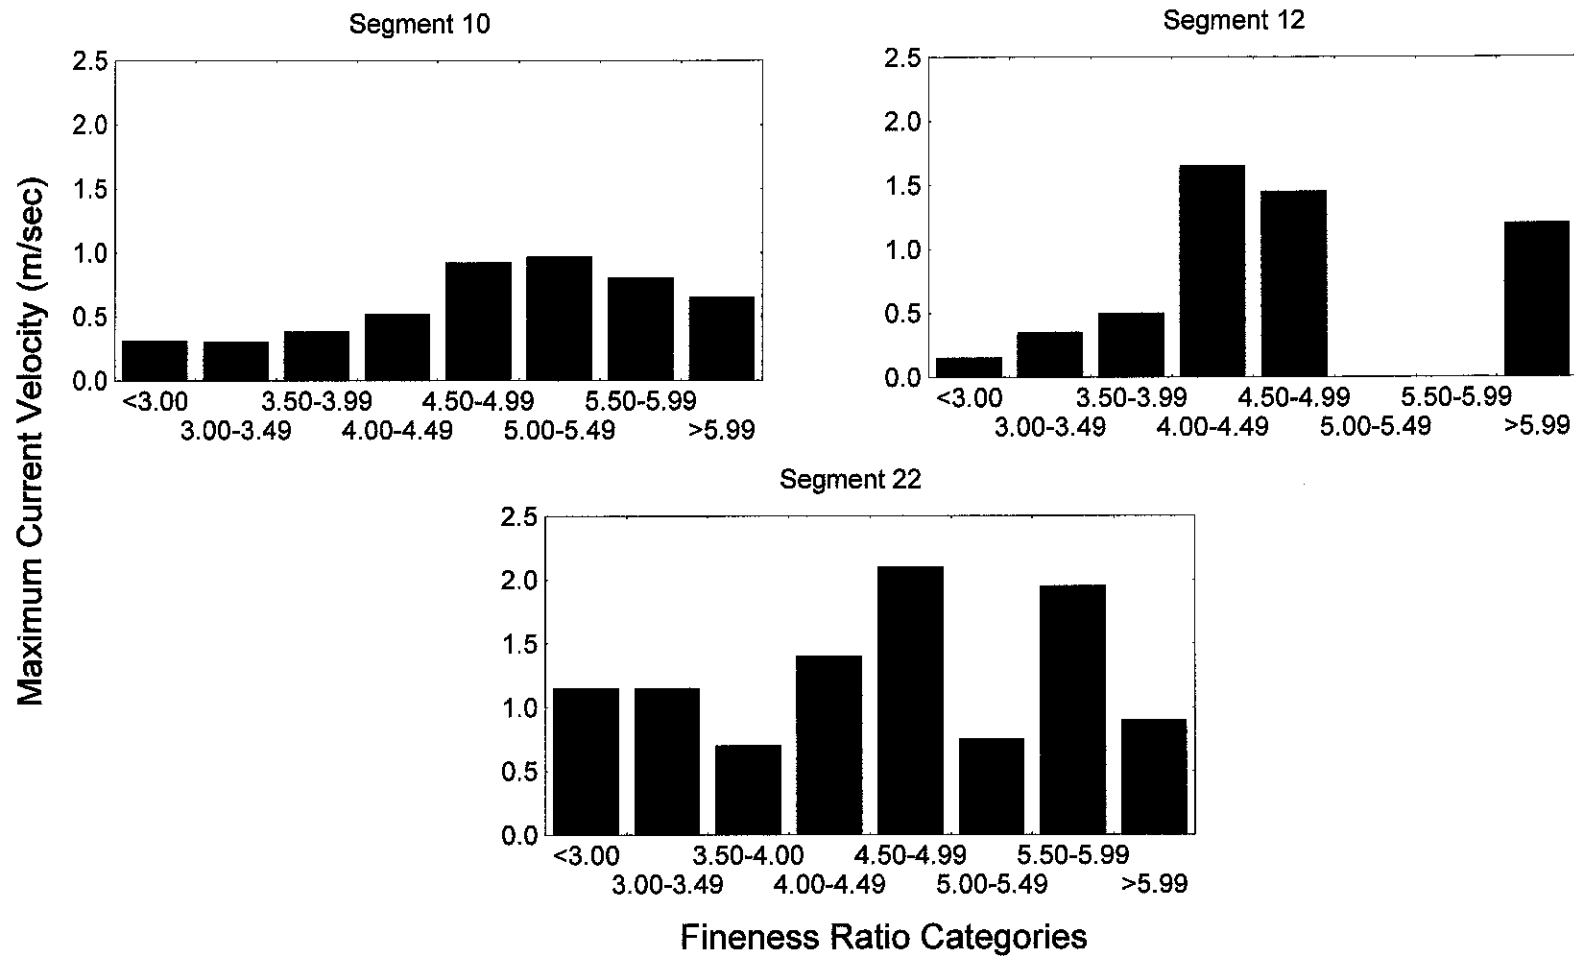 Segment 10
2.5
2.0
1.5
1.0
0.5
0.0
<3.00 3.50-3.99 4.50-4.99 5.50-5.99
3.00-3.49 4.00-4.49 5.00-5.49 >5.99
Segment 12
2.5
2.0
1.5
1.0
0.5
0.0
<3.00 3.50-3.99 4.50-4.99 5.50-5.99
3.00-3.49 4.00-4.49 5.00-5.49 >5.99
Maximum Current Velocity (m/sec)
Segment 22
2.5
2.0
1.5
1.0
0.5
0.0
<3.00 3.50-4.00 4.50-4.99 5.50-5.99
3.00-3.49 4.00-4.49 5.00-5.49 >5.99
Fineness Ratio Categories